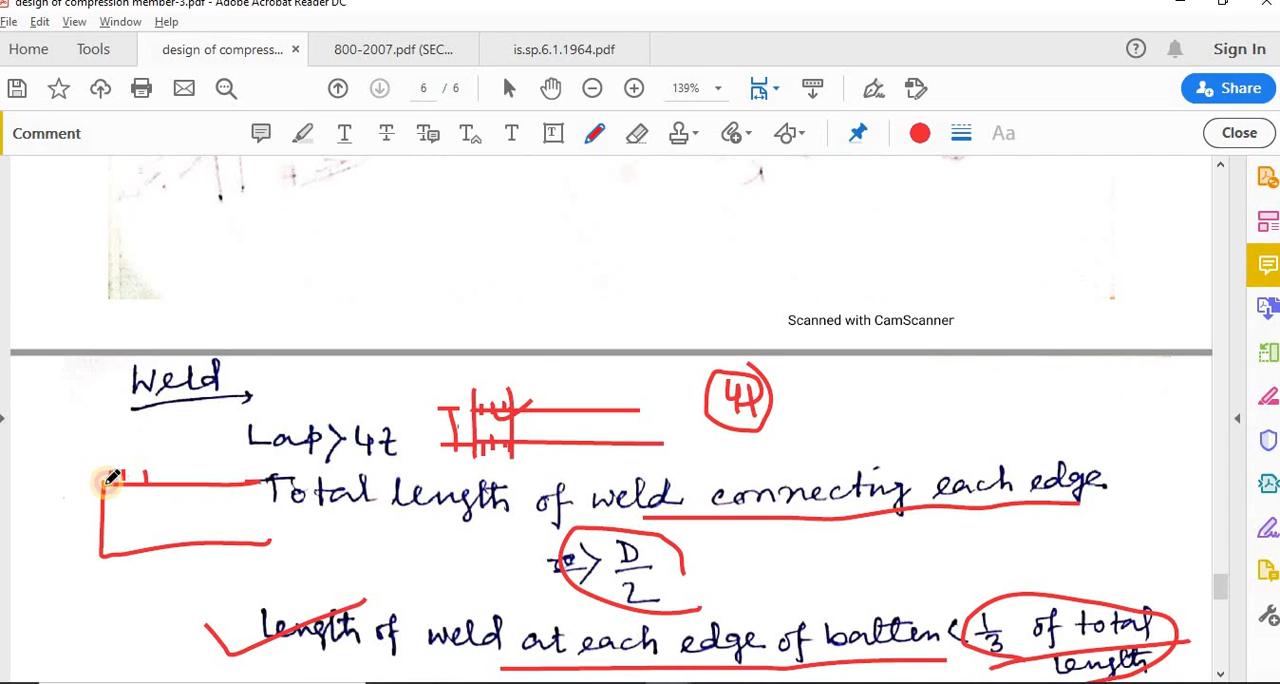 design of compression member-3.pdf - Adobe Acrobat Reader DC
File Edit View Window Help
Home Tools design of compress... × 800-2007.pdf (SEC... is.sp.6.1.1964.pdf Sign In
6 / 6 139% Share
Comment Aa Close
Scanned with CamScanner
Weld
Lap > 4t
Total length of weld connecting each edge.
> D/2
length of weld at each edge of batten < 1/3 of total
length